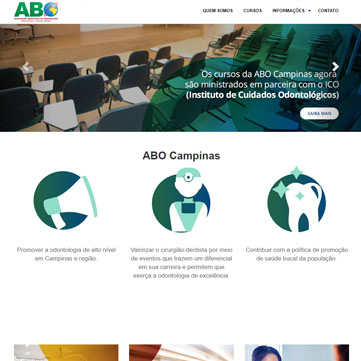 ABO
QUEM SOMOS CURSOS INFORMAÇÕES CONTATO
Os cursos da ABO Campinas agora
são ministrados em parceria com o ICO
(Instituto de Cuidados Odontológicos)
SAIBA MAIS
ABO Campinas
Promover a odontologia de alto nível
em Campinas e região.
Valorizar o cirurgião-dentista por meio
de eventos que trazem um diferencial
em sua carreira e permitem que
exerça a odontologia de excelência.
Contribuir com a política de promoção
de saúde bucal da população.